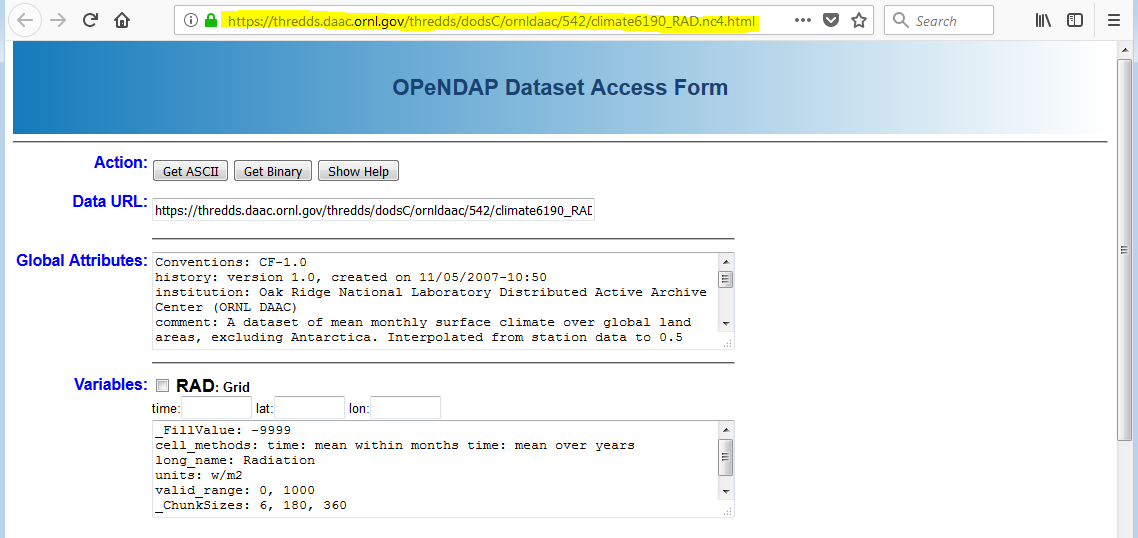 https://thredds.daac.ornl.gov/thredds/dodsC/ornldaac/542/climate6190_RAD.nc4.html
Search
OPeNDAP Dataset Access Form
Action: Get ASCII Get Binary Show Help
Data URL: https://thredds.daac.ornl.gov/thredds/dodsC/ornldaac/542/climate6190_RAD
Global Attributes: Conventions: CF-1.0
history: version 1.0, created on 11/05/2007-10:50
institution: Oak Ridge National Laboratory Distributed Active Archive
Center (ORNL DAAC)
comment: A dataset of mean monthly surface climate over global land
areas, excluding Antarctica. Interpolated from station data to 0.5
Variables: RAD: Grid
time: lat: lon:
_FillValue: -9999
cell_methods: time: mean within months time: mean over years
long_name: Radiation
units: w/m2
valid_range: 0, 1000
_ChunkSizes: 6, 180, 360